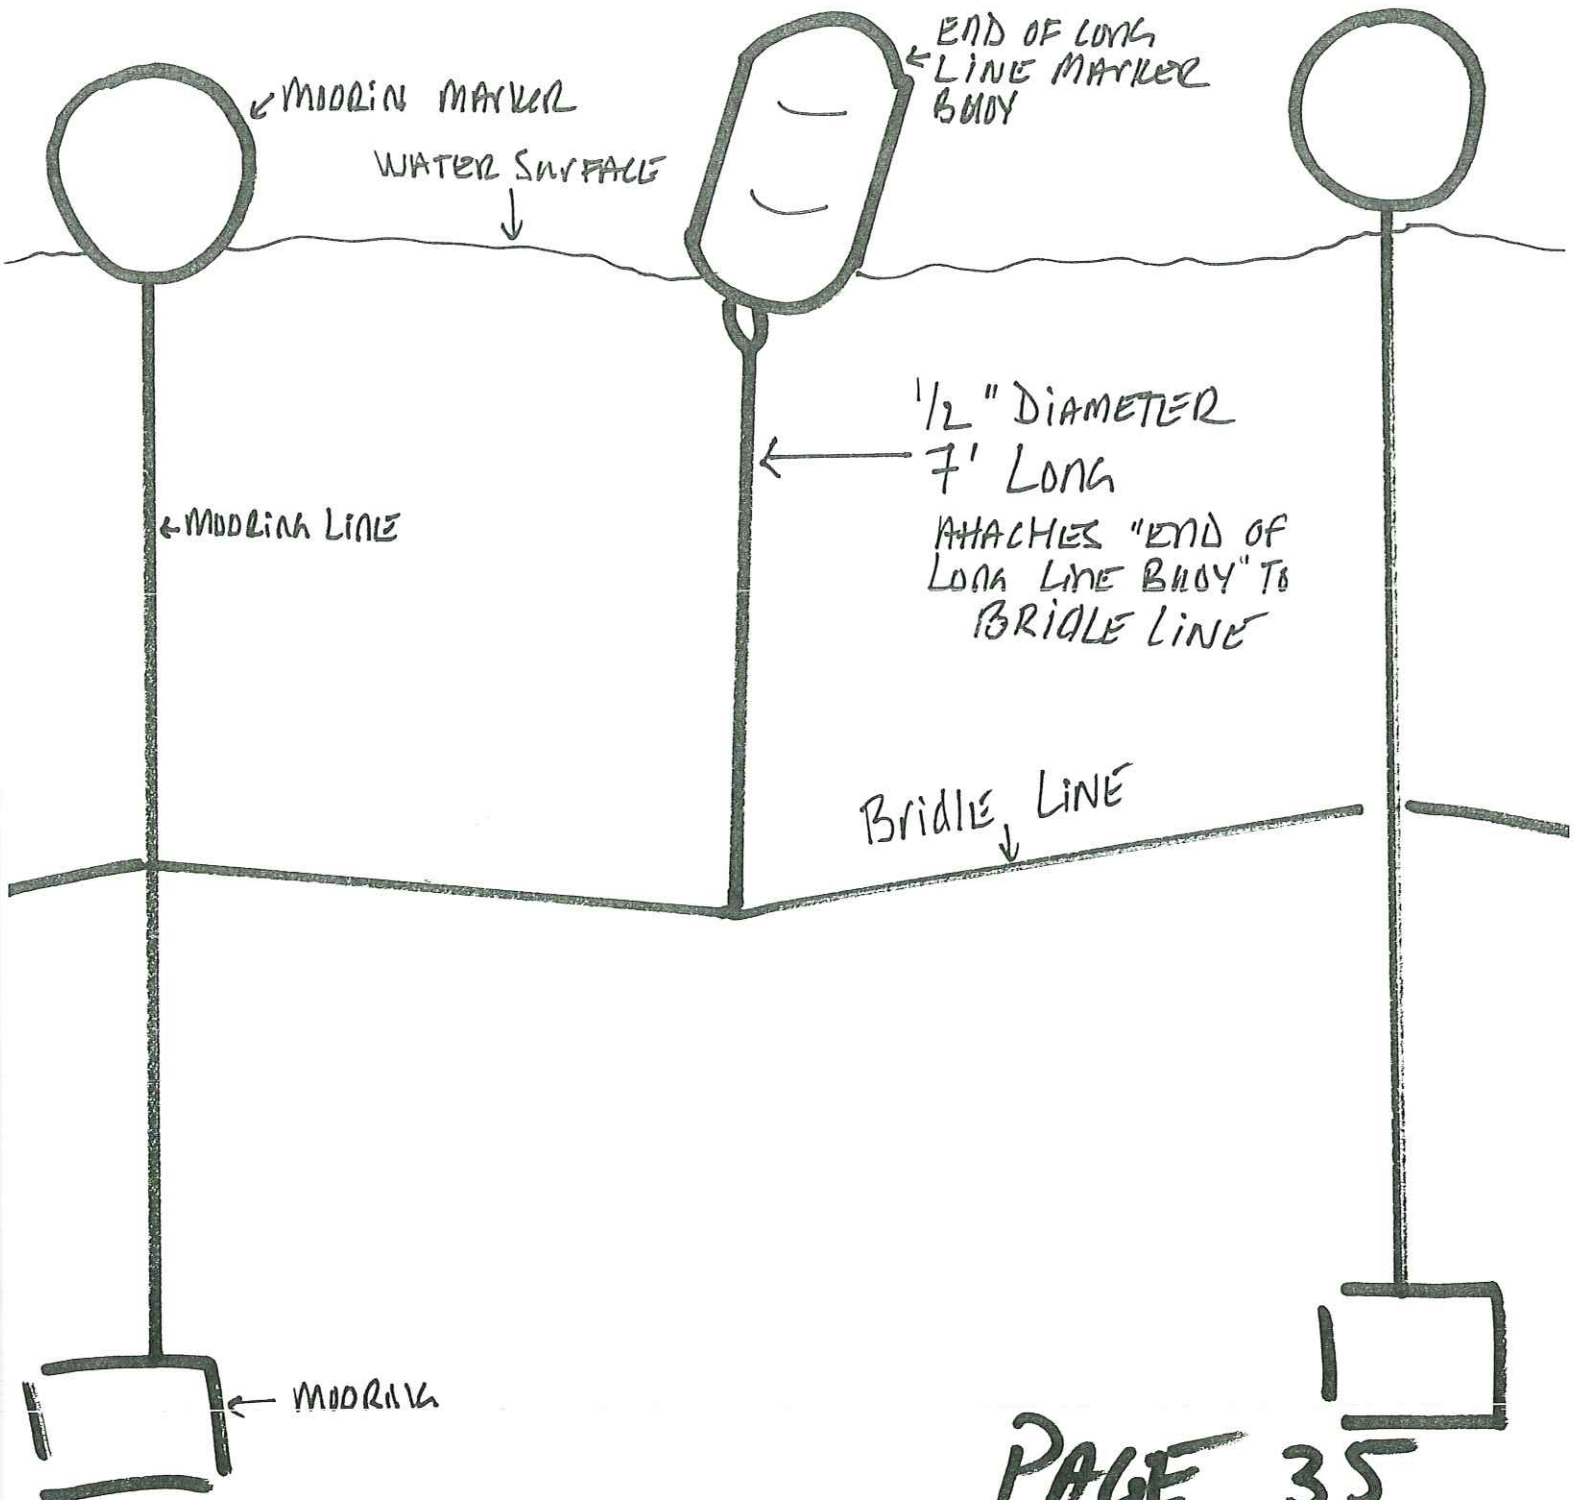 MOORIN MARKER
WATER SURFACE
END OF LONG
LINE MARKER
BUOY
1/2" DIAMETER
7' LONG
ATTACHES "END OF
LONG LINE BUOY" TO
BRIDLE LINE
MOORING LINE
BridlE LINE
MOORING
PAGE 35